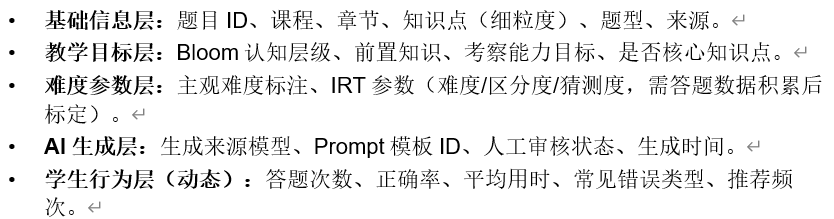 • 基础信息层：题目 ID、课程、章节、知识点（细粒度）、题型、来源。↵
• 教学目标层：Bloom 认知层级、前置知识、考察能力目标、是否核心知识点。↵
• 难度参数层：主观难度标注、IRT 参数（难度/区分度/猜测度，需答题数据积累后
标定）。↵
• AI 生成层：生成来源模型、Prompt 模板 ID、人工审核状态、生成时间。↵
• 学生行为层（动态）：答题次数、正确率、平均用时、常见错误类型、推荐频
次。↵